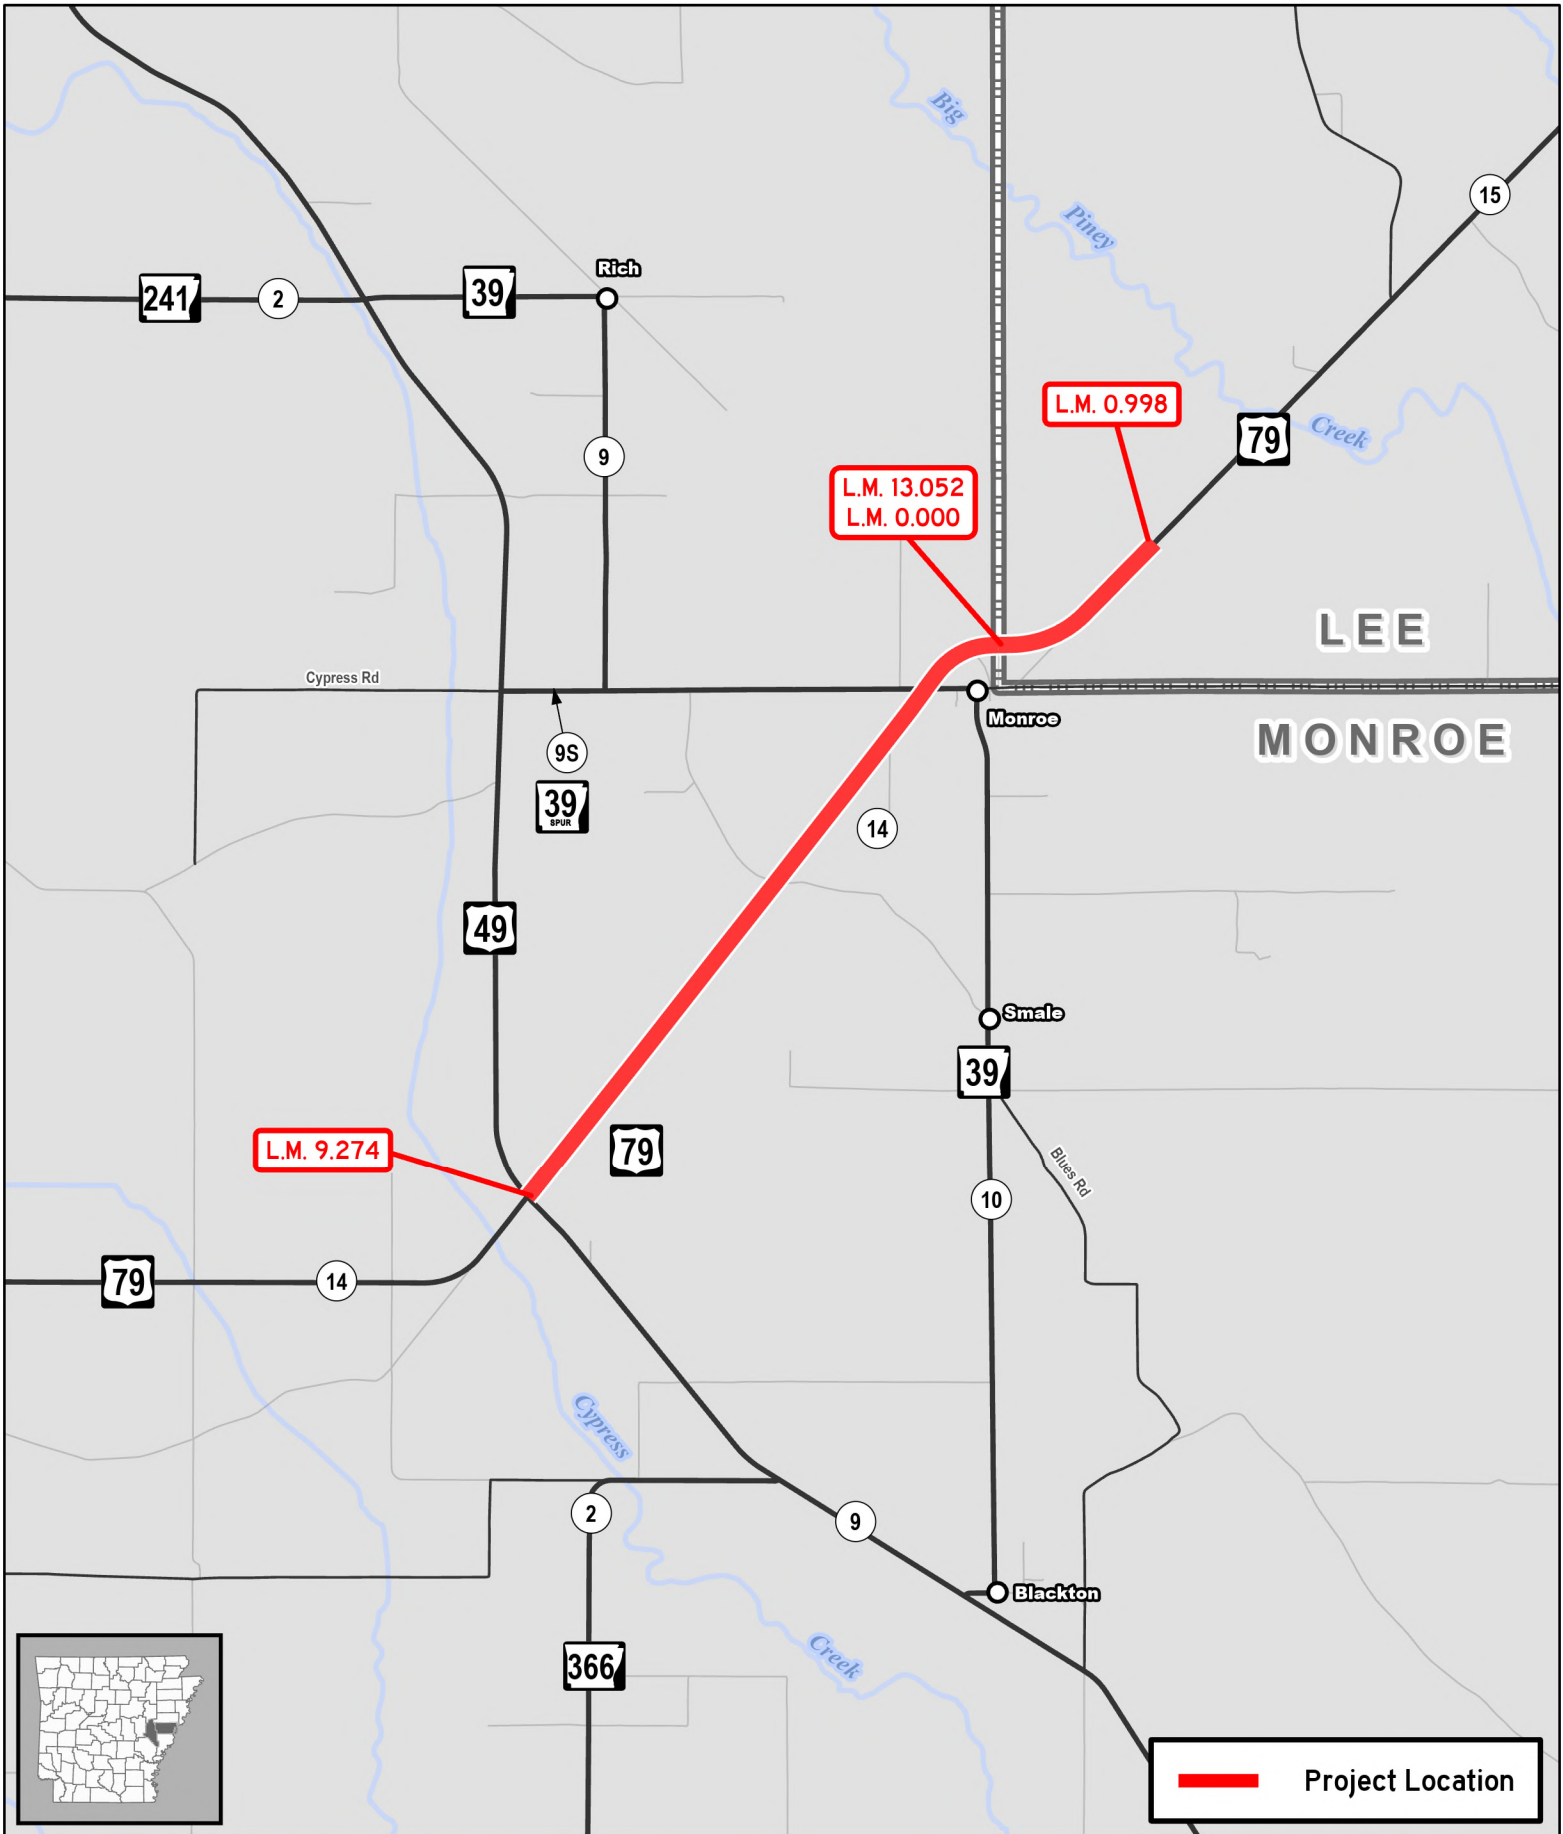 Big
Piney
Creek
15
Rich
241
2
39
9
L.M. 0.998
79
L.M. 13.052
L.M. 0.000
LEE
Cypress Rd
Monroe
MONROE
9S
39
SPUR
14
49
Smale
39
L.M. 9.274
79
Blues Rd
10
79
14
Cypress
2
9
Blackton
Creek
366
Project Location